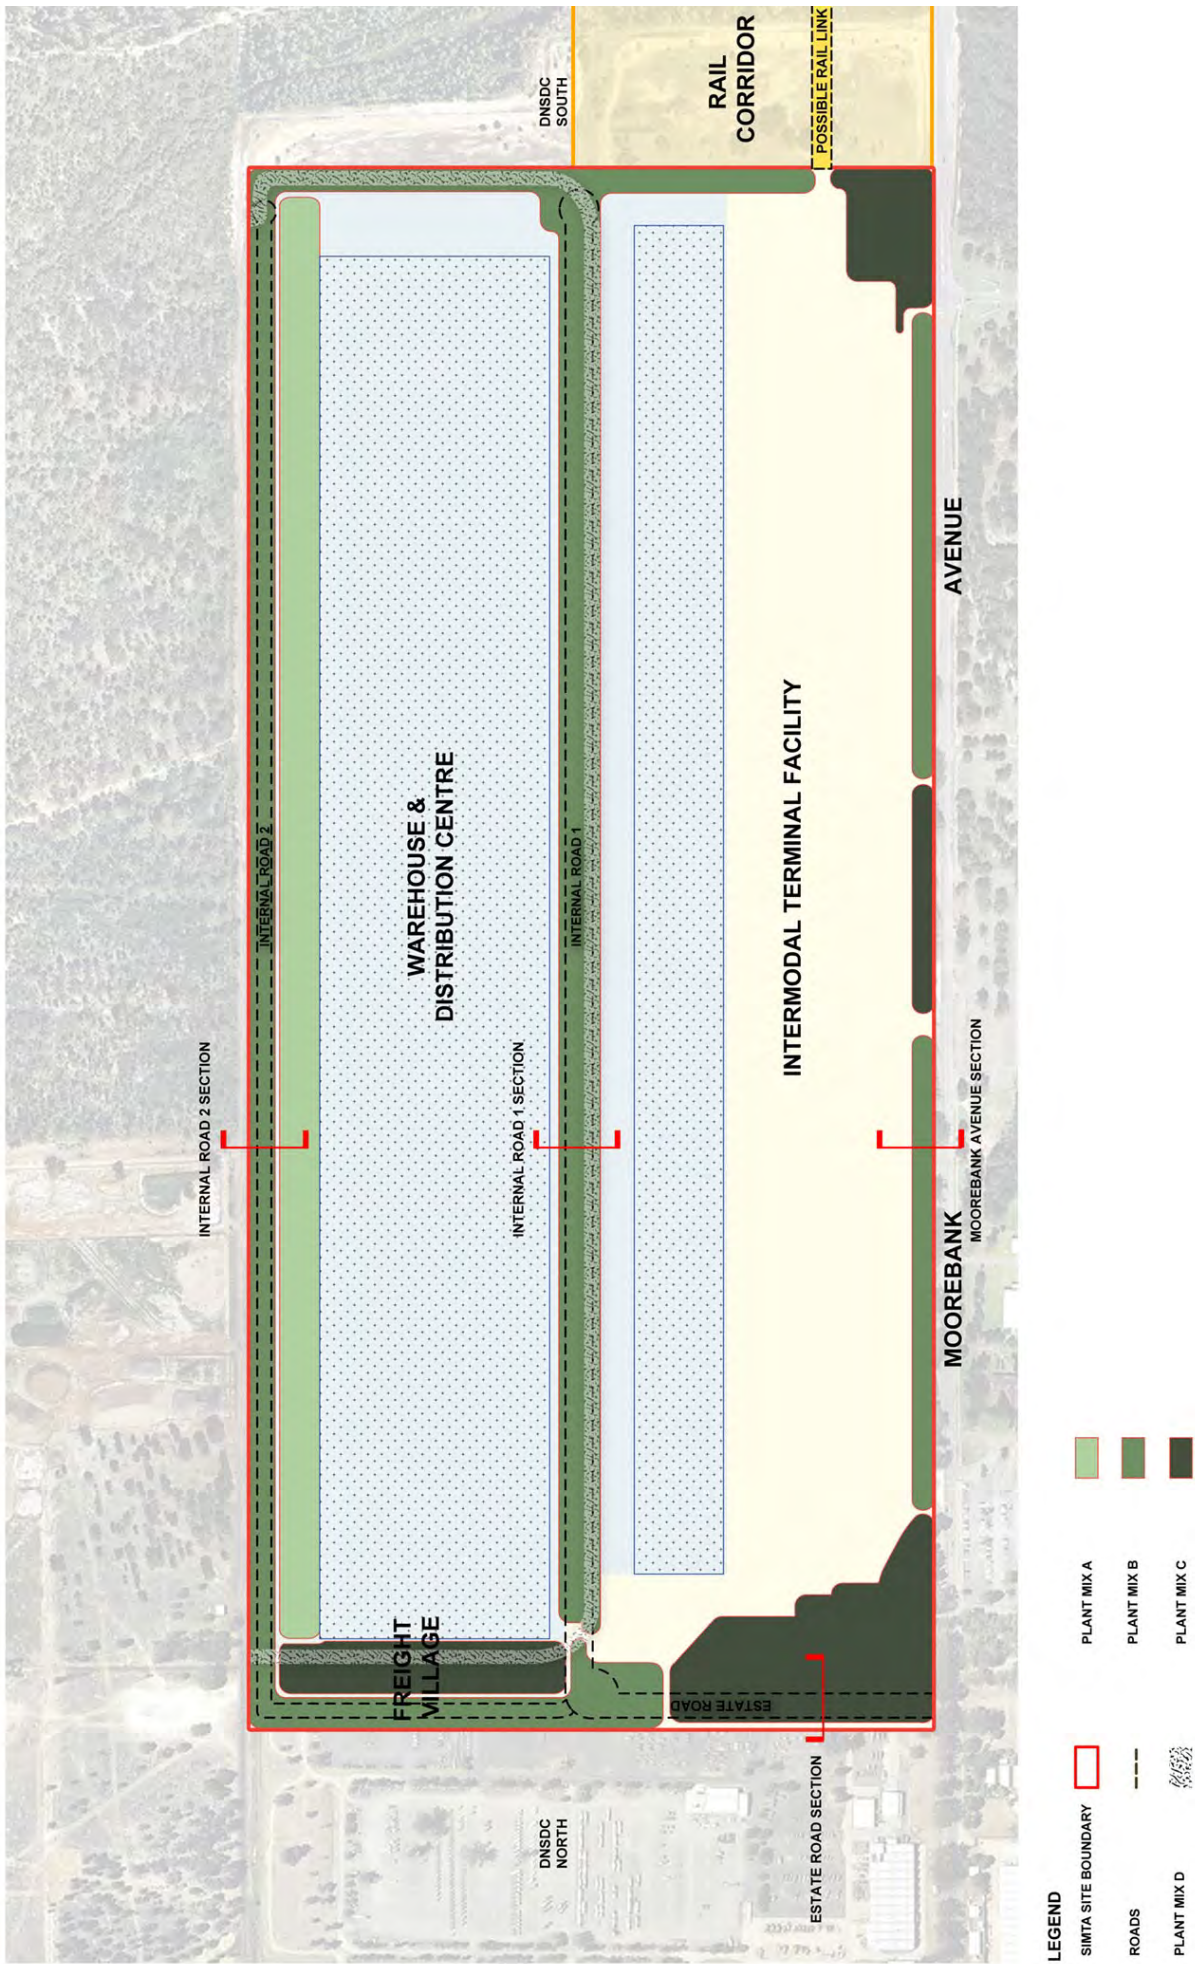 RAIL
CORRIDOR
POSSIBLE RAIL LINK
DNSDC
SOUTH
INTERNAL ROAD 2
WAREHOUSE &
DISTRIBUTION CENTRE
INTERNAL ROAD 1
INTERMODAL TERMINAL FACILITY
AVENUE
INTERNAL ROAD 2 SECTION
INTERNAL ROAD 1 SECTION
MOOREBANK AVENUE SECTION
MOOREBANK
FREIGHT
VILLAGE
ESTATE ROAD
ESTATE ROAD SECTION
DNSDC
NORTH
LEGEND
SIMTA SITE BOUNDARY
ROADS
PLANT MIX D
PLANT MIX A
PLANT MIX B
PLANT MIX C